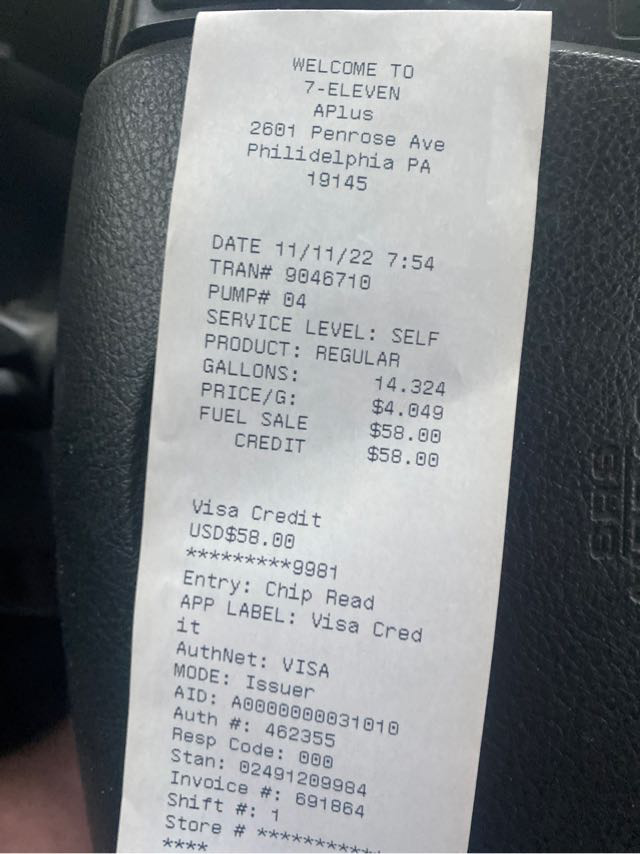 WELCOME TO
7-ELEVEN
APlus
2601 Penrose Ave
Philidelphia PA
19145
DATE 11/11/22 7:54
TRAN# 9046710
PUMP# 04
SERVICE LEVEL: SELF
PRODUCT: REGULAR
GALLONS: 14.324
PRICE/G: $4.049
FUEL SALE $58.00
CREDIT $58.00
Visa Credit
USD$58.00
*********9981
Entry: Chip Read
APP LABEL: Visa Cred
it
AuthNet: VISA
MODE: Issuer
AID: A0000000031010
Auth #: 462355
Resp Code: 000
Stan: 02491209984
Invoice #: 691864
Shift #: 1
Store # ***********
****
SRS